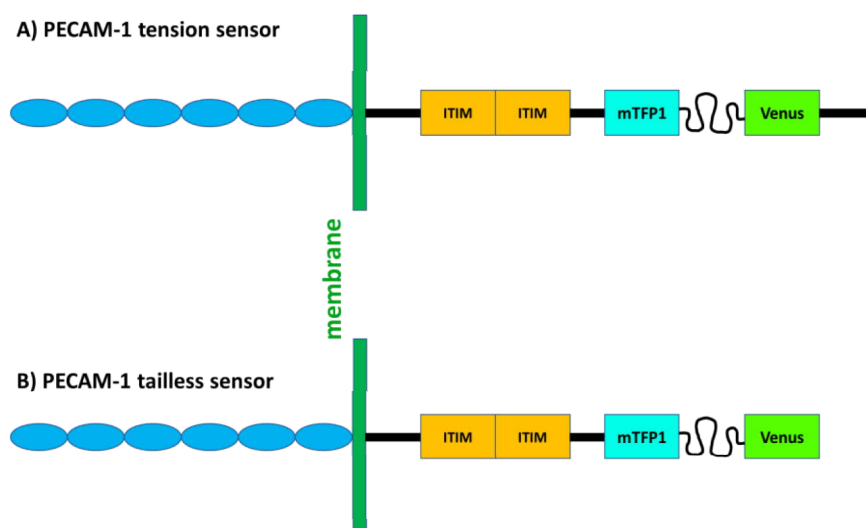 A) PECAM-1 tension sensor
ITIM ITIM mTFP1 Venus
membrane
B) PECAM-1 tailless sensor
ITIM ITIM mTFP1 Venus